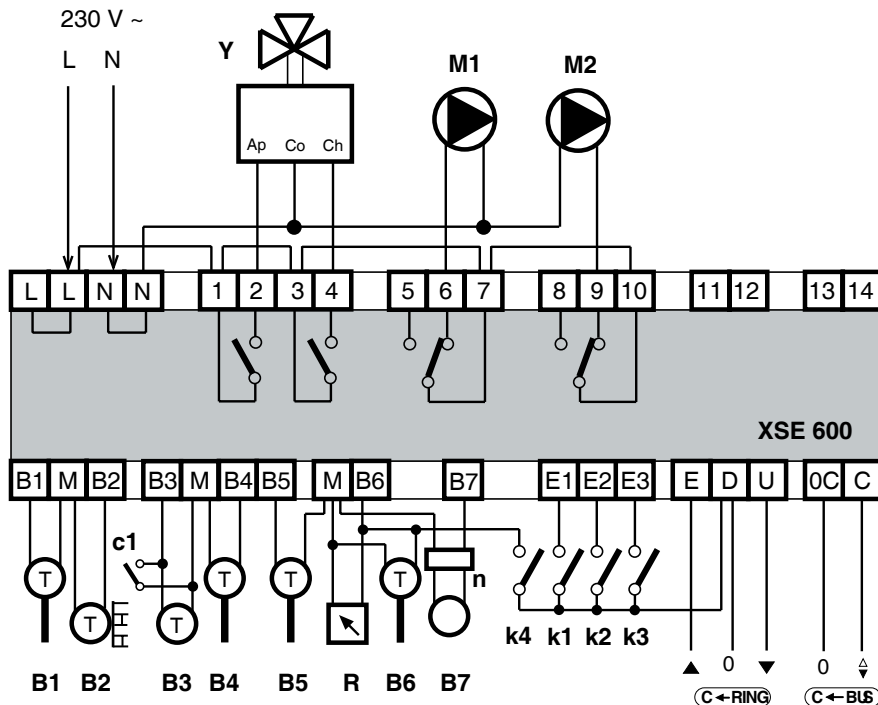 230 V ~
L N
Y
M1
M2
Ap Co Ch
L L N N 1 2 3 4 5 6 7 8 9 10 11 12 13 14
XSE 600
B1 M B2 B3 M B4 B5 M B6 B7 E1 E2 E3 E D U 0C C
c1
T T T T T T
n
k4 k1 k2 k3
B1 B2 B3 B4 B5 R B6 B7
0 0
C RING C BUS